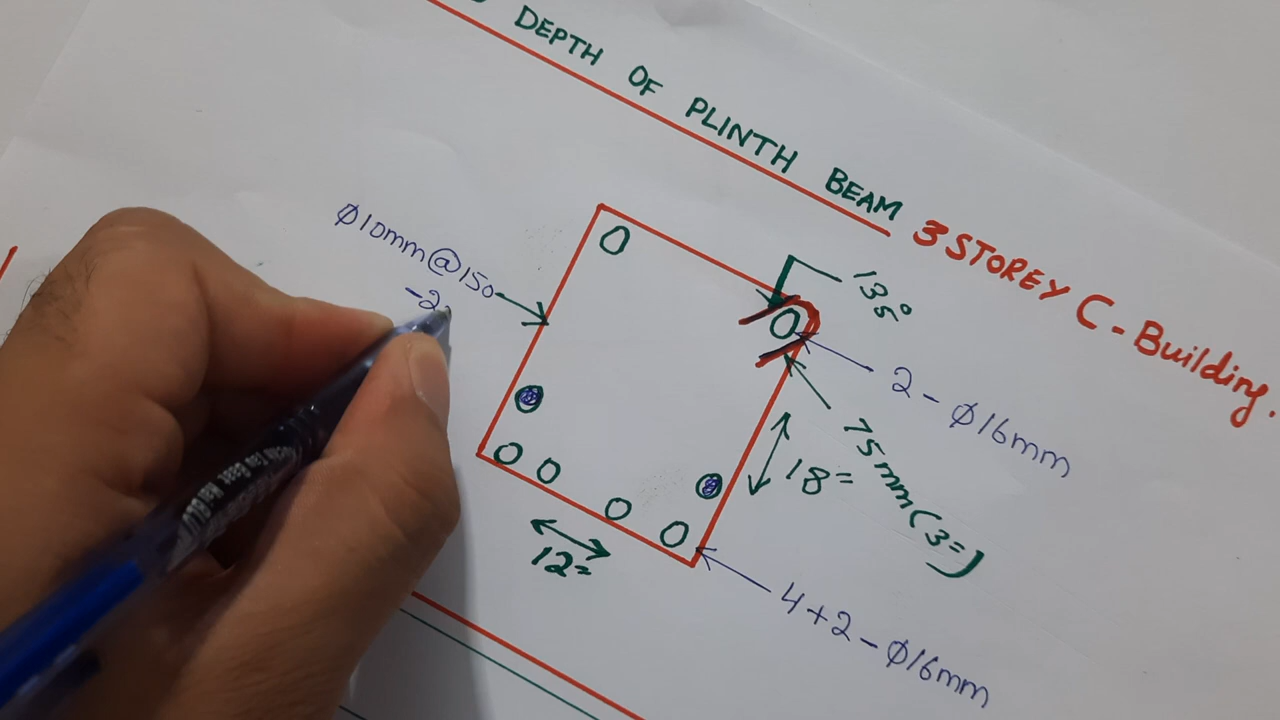 DEPTH OF PLINTH BEAM
3 STOREY C-Building.
Ø10mm@150
-2
135°
2-Ø16mm
75mm(3=)
18=
12=
4+2-Ø16mm